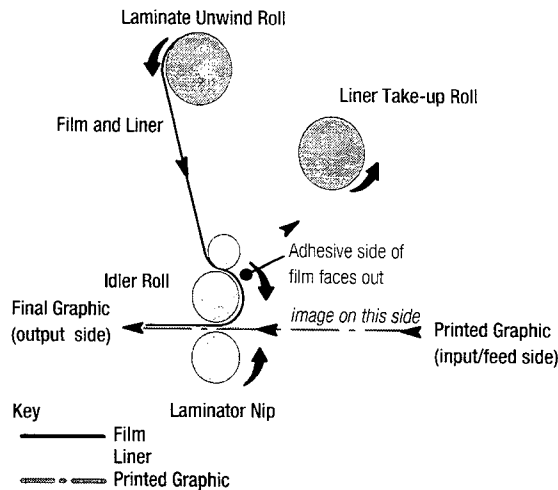 Laminate Unwind Roll
Liner Take-up Roll
Film and Liner
Adhesive side of
film faces out
Idler Roll
Final Graphic
(output side)
image on this side
Printed Graphic
(input/feed side)
Laminator Nip
Key
Film
Liner
Printed Graphic